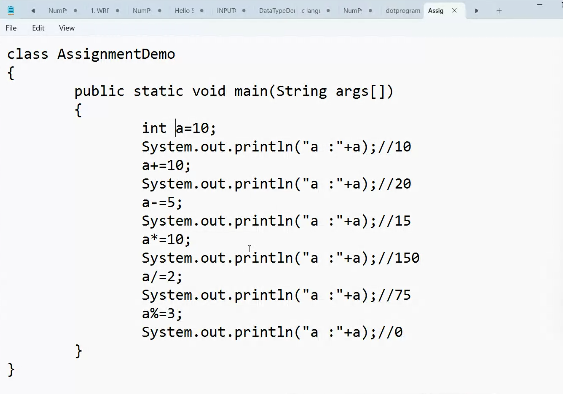 NumP
1. WRI
NumP
Hello S
INPUT
DataTypeDer
c lang
NumP
dotprogram
Assig
File Edit View
class AssignmentDemo
{
public static void main(String args[])
{
int a=10;
System.out.println("a :"+a);//10
a+=10;
System.out.println("a :"+a);//20
a-=5;
System.out.println("a :"+a);//15
a*=10;
System.out.println("a :"+a);//150
a/=2;
System.out.println("a :"+a);//75
a%=3;
System.out.println("a :"+a);//0
}
}